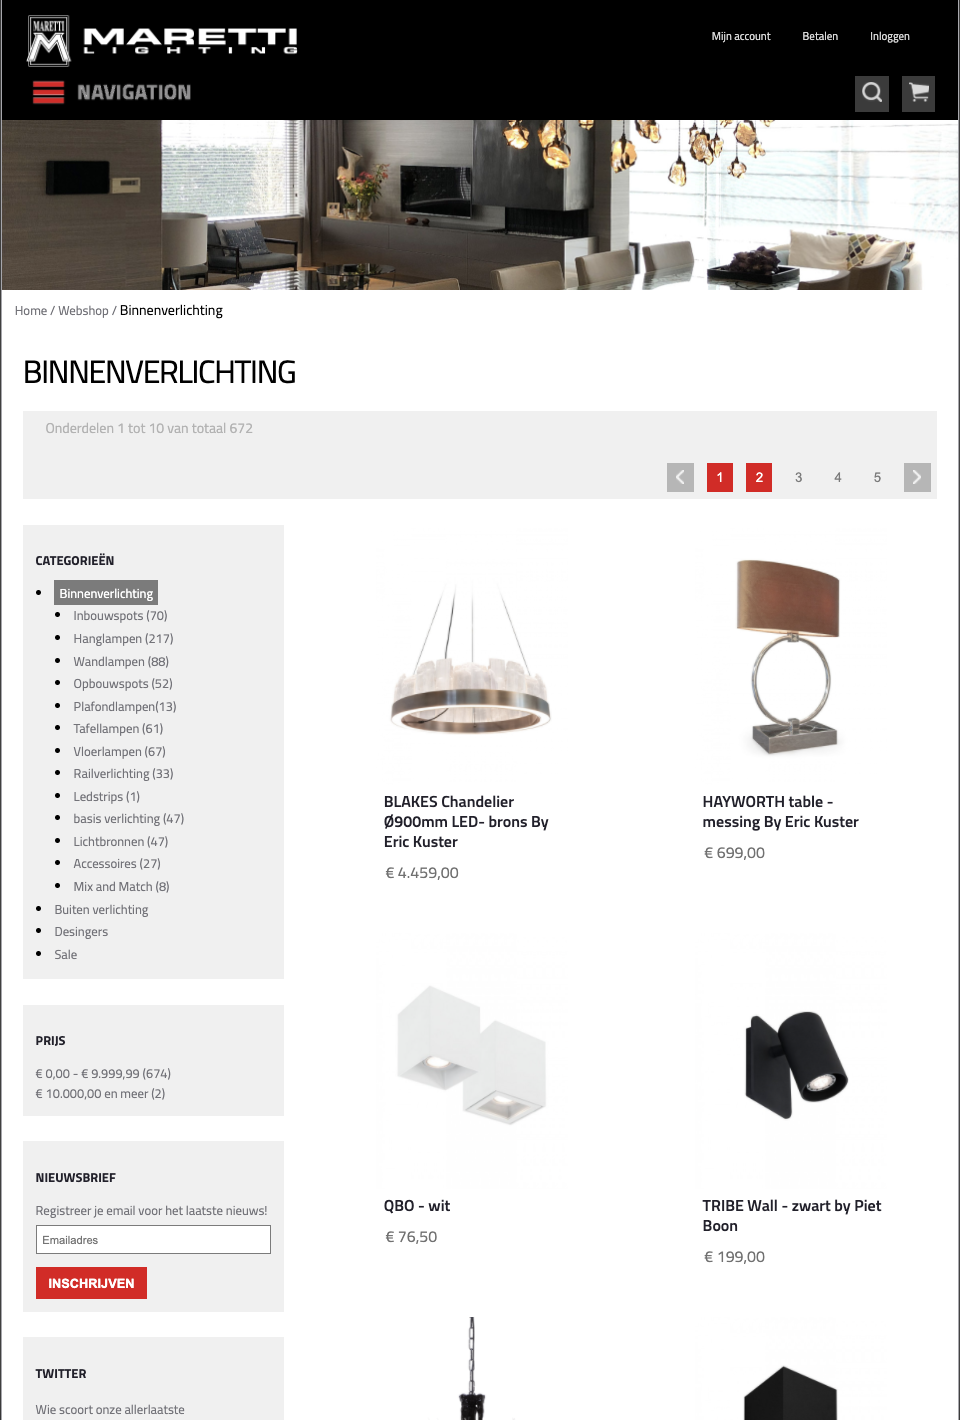 MARETTI
MARETTI
LIGHTING
Mijn account
Betalen
Inloggen
NAVIGATION
Home / Webshop / Binnenverlichting
BINNENVERLICHTING
Onderdelen 1 tot 10 van totaal 672
1 2 3 4 5
CATEGORIEËN
Binnenverlichting
Inbouwspots (70)
Hanglampen (217)
Wandlampen (88)
Opbouwspots (52)
Plafondlampen(13)
Tafellampen (61)
Vloerlampen (67)
Railverlichting (33)
Ledstrips (1)
basis verlichting (47)
Lichtbronnen (47)
Accessoires (27)
Mix and Match (8)
Buiten verlichting
Desingers
Sale
PRIJS
€ 0,00 - € 9.999,99 (674)
€ 10.000,00 en meer (2)
NIEUWSBRIEF
Registreer je email voor het laatste nieuws!
Emailadres
INSCHRIJVEN
TWITTER
Wie scoort onze allerlaatste
BLAKES Chandelier
Ø900mm LED- brons By
Eric Kuster
€ 4.459,00
HAYWORTH table -
messing By Eric Kuster
€ 699,00
QBO - wit
€ 76,50
TRIBE Wall - zwart by Piet
Boon
€ 199,00